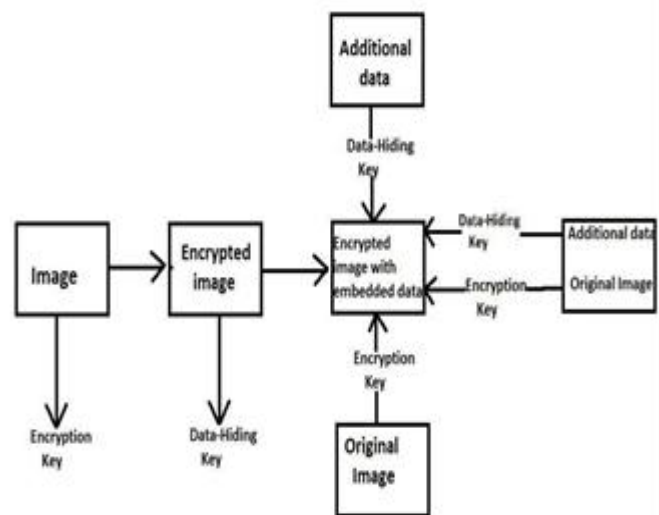 Additional
data
Data-Hiding
Key
Image
Encrypted
image
Encrypted
image with
embedded data
Data-Hiding
Key
Encryption
Key
Additional data
Original Image
Encryption
Key
Data-Hiding
Key
Encryption
Key
Original
Image